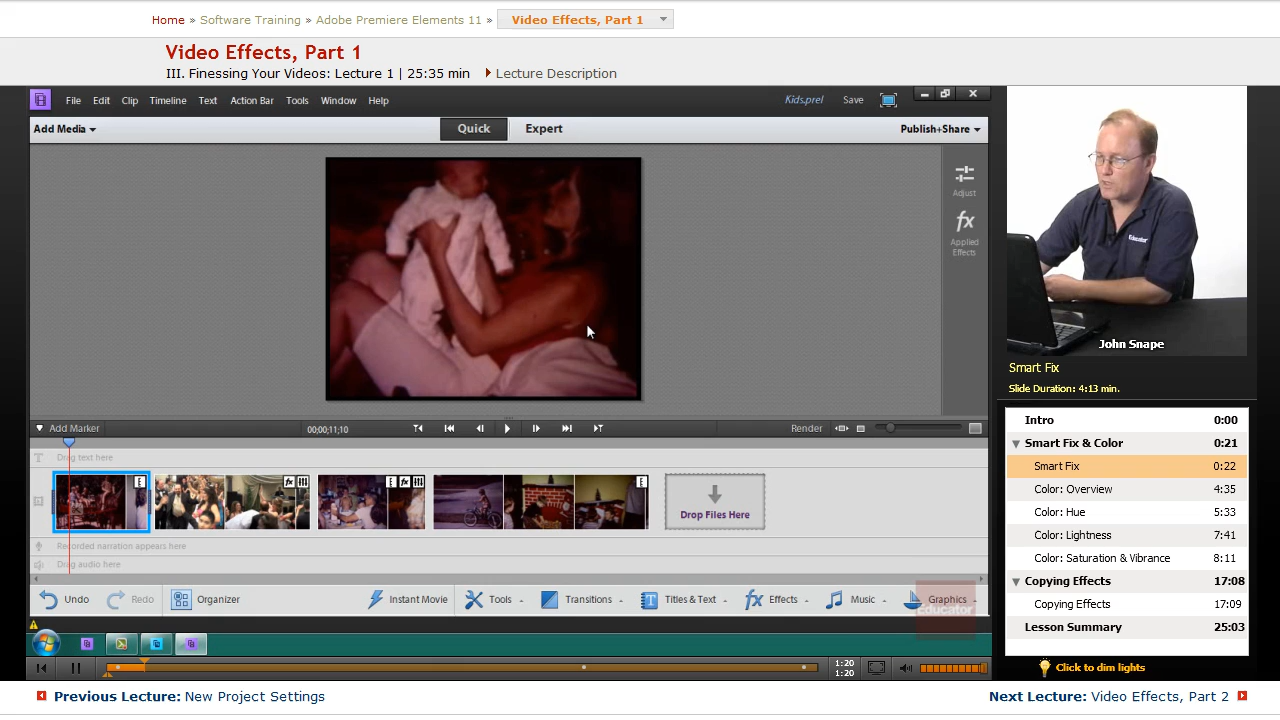 Home » Software Training » Adobe Premiere Elements 11 » Video Effects, Part 1
Video Effects, Part 1
III. Finessing Your Videos: Lecture 1 | 25:35 min Lecture Description
File Edit Clip Timeline Text Action Bar Tools Window Help Kids.prel Save
Add Media Quick Expert Publish+Share
Adjust
fx
Applied
Effects
Educator
John Snape
Smart Fix
Slide Duration: 4:13 min.
Add Marker 00;00;11;10 Render
Drag text here
fx
fx
Drop Files Here
Recorded narration appears here
Drag audio here
Undo Redo Organizer Instant Movie Tools Transitions Titles & Text fx Effects Music Graphics
Educator
Intro 0:00
Smart Fix & Color 0:21
Smart Fix 0:22
Color: Overview 4:35
Color: Hue 5:33
Color: Lightness 7:41
Color: Saturation & Vibrance 8:11
Copying Effects 17:08
Copying Effects 17:09
Lesson Summary 25:03
1:20
1:20
Click to dim lights
Previous Lecture: New Project Settings
Next Lecture: Video Effects, Part 2